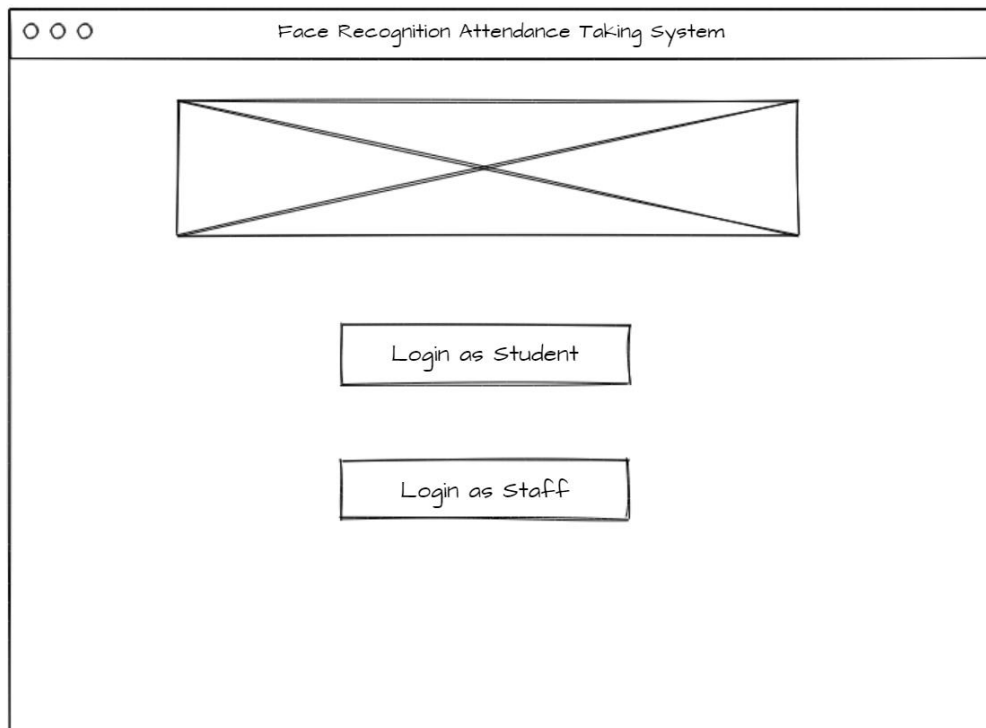 Face Recognition Attendance Taking System
Login as Student
Login as Staff